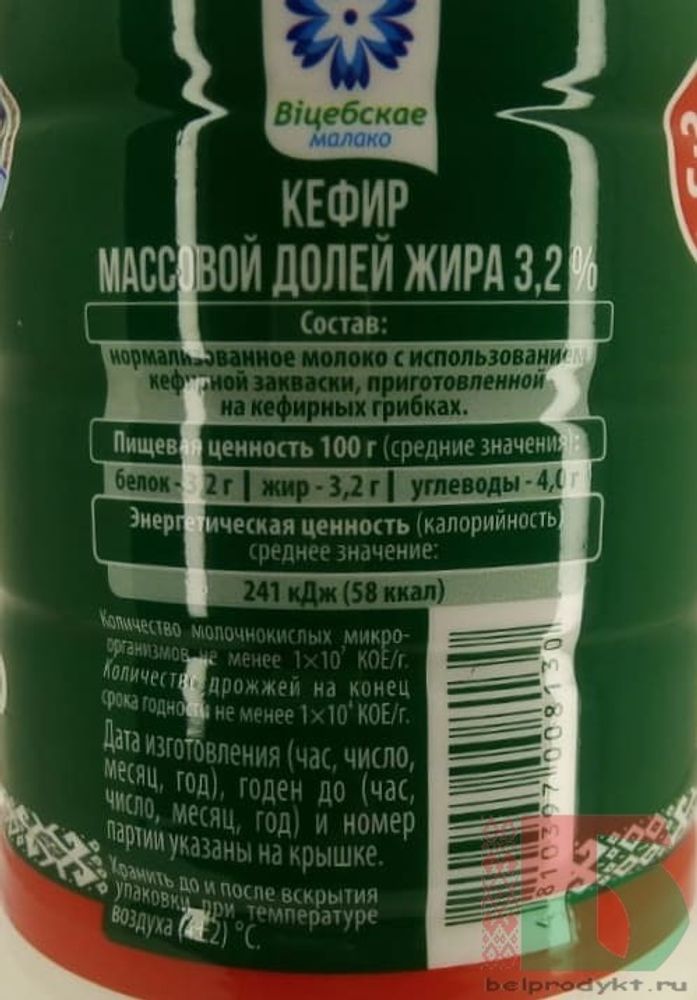 Віцебскае
малако
КЕФИР
МАССОВОЙ ДОЛЕЙ ЖИРА 3,2 %
Состав:
нормализованное молоко с использованием
кефирной закваски, приготовленной
на кефирных грибках.
Пищевая ценность 100 г (средние значения):
белок - 3,2 г | жир - 3,2 г | углеводы - 4,0 г
Энергетическая ценность (калорийность)
среднее значение:
241 кДж (58 ккал)
Количество молочнокислых микро-
организмов не менее 1×10⁷ КОЕ/г.
Количество дрожжей на конец
срока годности не менее 1×10⁴ КОЕ/г.
Дата изготовления (час, число,
месяц, год), годен до (час,
число, месяц, год) и номер
партии указаны на крышке.
Хранить до и после вскрытия
упаковки при температуре
воздуха (4±2) °С.
4810397008130
belprodykt.ru